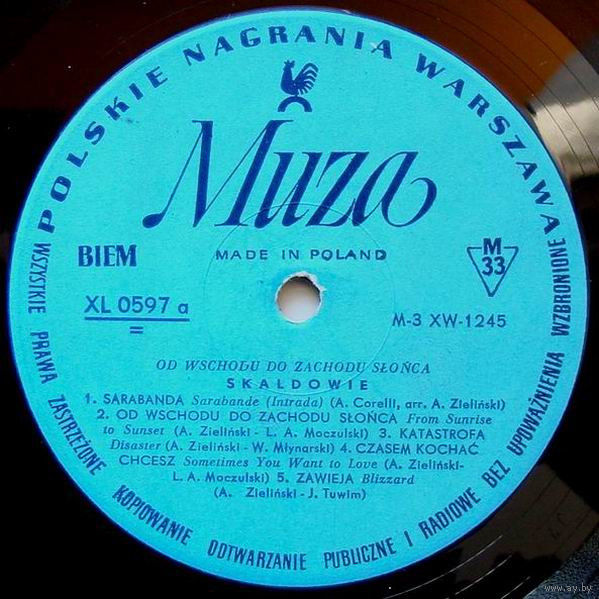 POLSKIE NAGRANIA WARSZAWA
Muza
BIEM
MADE IN POLAND
M
33
XL 0597 a
M-3 XW-1245
OD WSCHODU DO ZACHODU SŁOŃCA
SKALDOWIE
1. SARABANDA Sarabande (Intrada) (A. Corelli, arr. A. Zieliński)
2. OD WSCHODU DO ZACHODU SŁOŃCA From Sunrise
to Sunset (A. Zieliński - L. A. Moczulski) 3. KATASTROFA
Disaster (A. Zieliński - W. Młynarski) 4. CZASEM KOCHAĆ
CHCESZ Sometimes You Want to Love (A. Zieliński-
L. A. Moczulski) 5. ZAWIEJA Blizzard
(A. Zieliński - J. Tuwim)
WSZYSTKIE PRAWA ZASTRZEŻONE KOPIOWANIE ODTWARZANIE PUBLICZNE I RADIOWE BEZ UPOWAŻNIENIA WZBRONIONE
www.ay.by